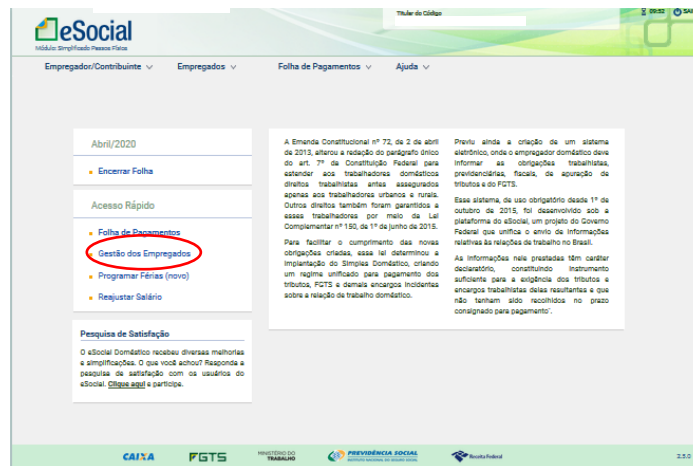 Titular do Código
09:52 SAI
eSocial
Módulo: Simplificado Pessoa Física
Empregador/Contribuinte Empregados Folha de Pagamentos Ajuda
Abril/2020
Encerrar Folha
Acesso Rápido
Folha de Pagamentos
Gestão dos Empregados
Programar Férias (novo)
Reajustar Salário
Pesquisa de Satisfação
O eSocial Doméstico recebeu diversas melhorias
e simplificações. O que você achou? Responda a
pesquisa de satisfação com os usuários do
eSocial. Clique aqui e participe.
A Emenda Constitucional nº 72, de 2 de abril
de 2013, alterou a redação do parágrafo único
do art. 7º da Constituição Federal para
estender aos trabalhadores domésticos
direitos trabalhistas antes assegurados
apenas aos trabalhadores urbanos e rurais.
Outros direitos também foram garantidos a
esses trabalhadores por meio da Lei
Complementar nº 150, de 1º de junho de 2015.
Para facilitar o cumprimento das novas
obrigações criadas, essa lei determinou a
implantação do Simples Doméstico, criando
um regime unificado para pagamento dos
tributos, FGTS e demais encargos incidentes
sobre a relação de trabalho doméstico.
Previu ainda a criação de um sistema
eletrônico, onde o empregador doméstico deve
informar as obrigações trabalhistas,
previdenciárias, fiscais, de apuração de
tributos e do FGTS.
Esse sistema, de uso obrigatório desde 1º de
outubro de 2015, foi desenvolvido sob a
plataforma do eSocial, um projeto do Governo
Federal que unifica o envio de informações
relativas às relações de trabalho no Brasil.
As informações nele prestadas têm caráter
declaratório, constituindo instrumento
suficiente para a exigência dos tributos e
encargos trabalhistas delas resultantes e que
não tenham sido recolhidos no prazo
consignado para pagamento'.
CAIXA FGTS MINISTÉRIO DO TRABALHO PREVIDÊNCIA SOCIAL INSTITUTO NACIONAL DO SEGURO SOCIAL Receita Federal 2.5.0